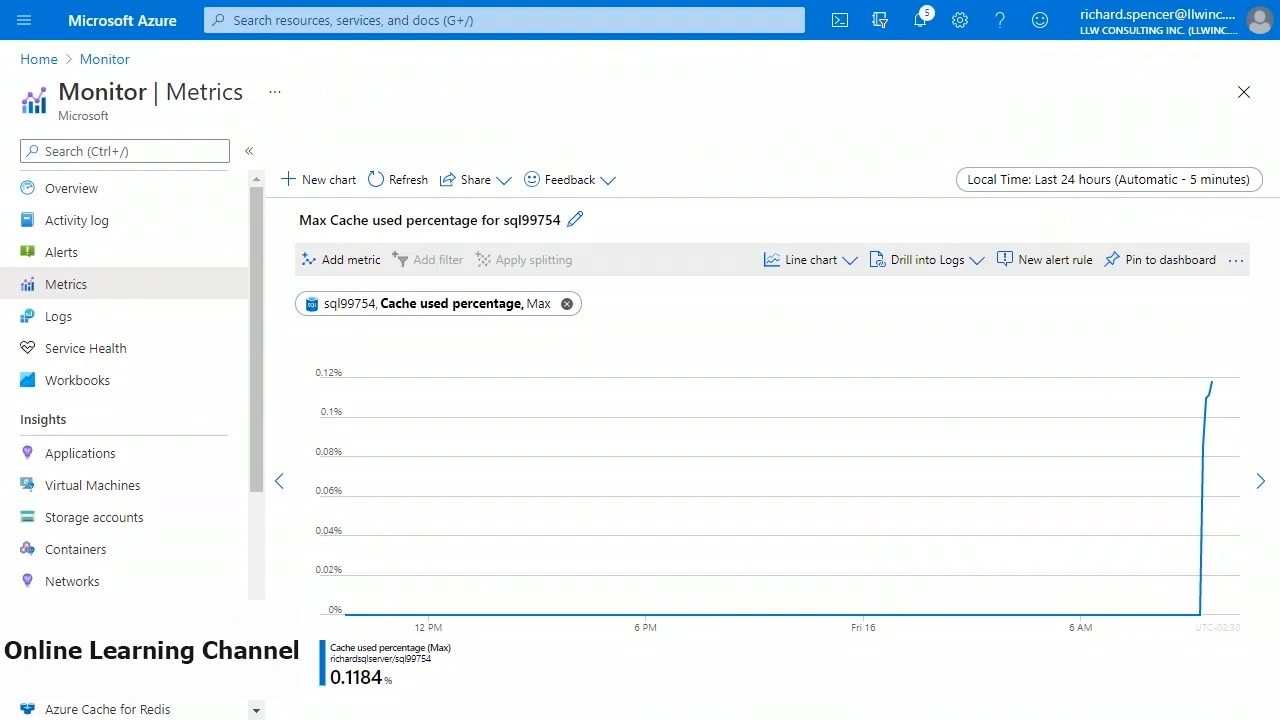 Microsoft Azure
Search resources, services, and docs (G+/)
5
richard.spencer@llwinc....
LLW CONSULTING INC. (LLWINC....
Home > Monitor
Monitor | Metrics ...
Microsoft
Search (Ctrl+/)
Overview
Activity log
Alerts
Metrics
Logs
Service Health
Workbooks
Insights
Applications
Virtual Machines
Storage accounts
Containers
Networks
Online Learning Channel
Azure Cache for Redis
New chart Refresh Share Feedback
Local Time: Last 24 hours (Automatic - 5 minutes)
Max Cache used percentage for sql99754
Add metric Add filter Apply splitting Line chart Drill into Logs New alert rule Pin to dashboard ...
SQL sql99754, Cache used percentage, Max
0.12%
0.1%
0.08%
0.06%
0.04%
0.02%
0%
12 PM 6 PM Fri 16 6 AM UTC-02:30
Cache used percentage (Max)
richardsqlserver/sql99754
0.1184 %